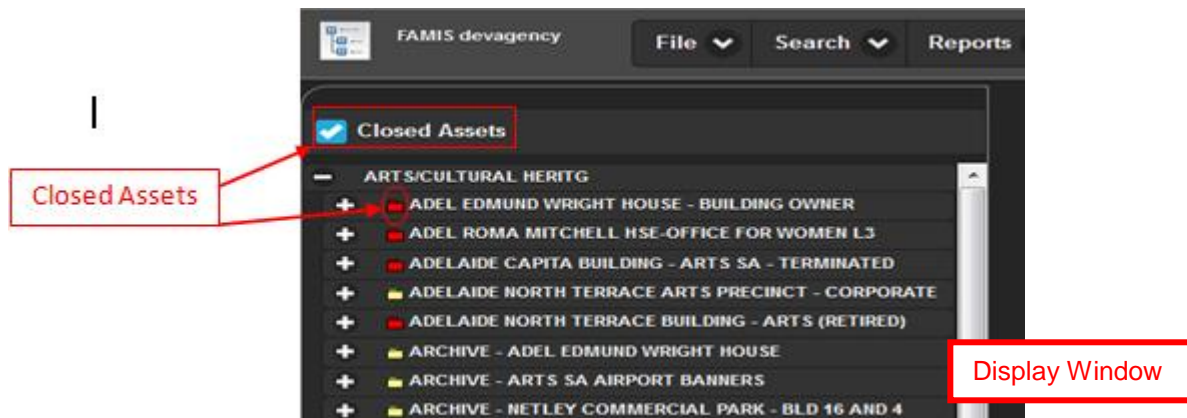 FAMIS devagency File Search Reports
Closed Assets
Closed Assets
ARTS/CULTURAL HERITG
ADEL EDMUND WRIGHT HOUSE - BUILDING OWNER
ADEL ROMA MITCHELL HSE-OFFICE FOR WOMEN L3
ADELAIDE CAPITA BUILDING - ARTS SA - TERMINATED
ADELAIDE NORTH TERRACE ARTS PRECINCT - CORPORATE
ADELAIDE NORTH TERRACE BUILDING - ARTS (RETIRED)
ARCHIVE - ADEL EDMUND WRIGHT HOUSE
ARCHIVE - ARTS SA AIRPORT BANNERS
Display Window
ARCHIVE - NETLEY COMMERCIAL PARK - BLD 16 AND 4